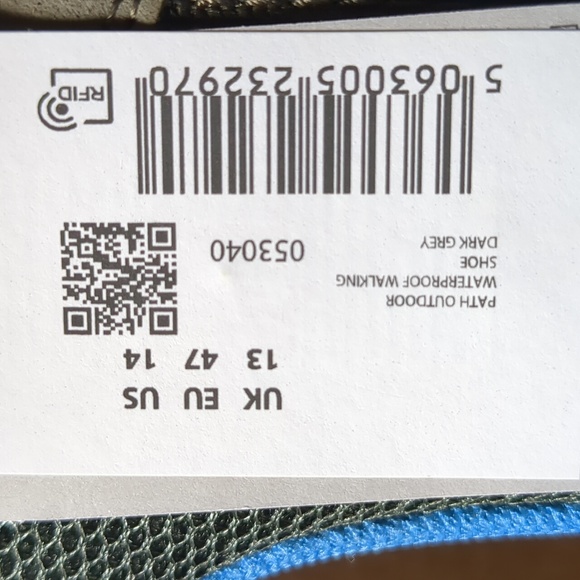 UK EU US
13 47 14
PATH OUTDOOR
WATERPROOF WALKING
SHOE
DARK GREY
053040
5 063005 232970
RFID